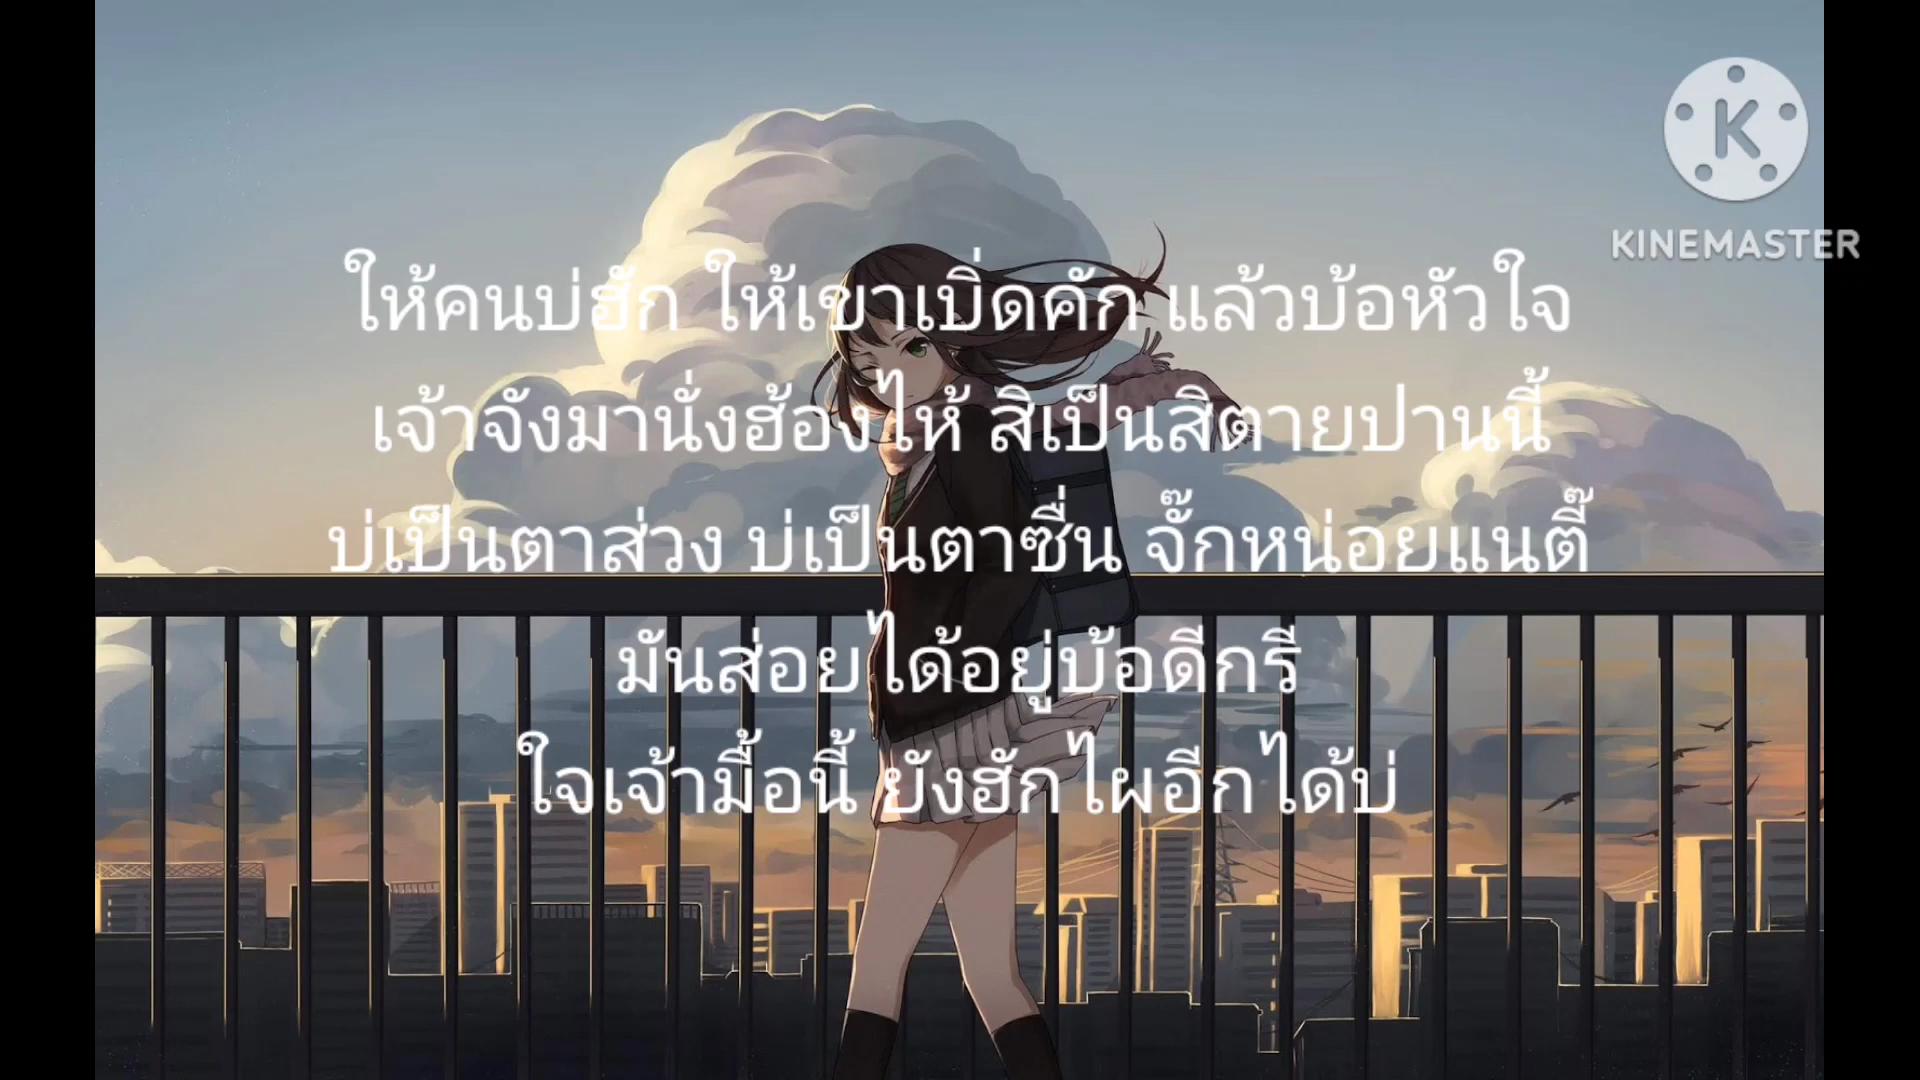 KINEMASTER
ให้คนบ่ฮัก ให้เขาเบิ่ดคัก แล้วบ้อหัวใจ
เจ้าจังมานั่งฮ้องไห้ สิเป็นสิตายปานนี้
บ่เป็นตาส่วง บ่เป็นตาซื่น จั๊กหน่อยแนตี๊
มันส่อยได้อยู่บ้อดีกรี
ใจเจ้ามื้อนี้ ยังฮักไผอีกได้บ่